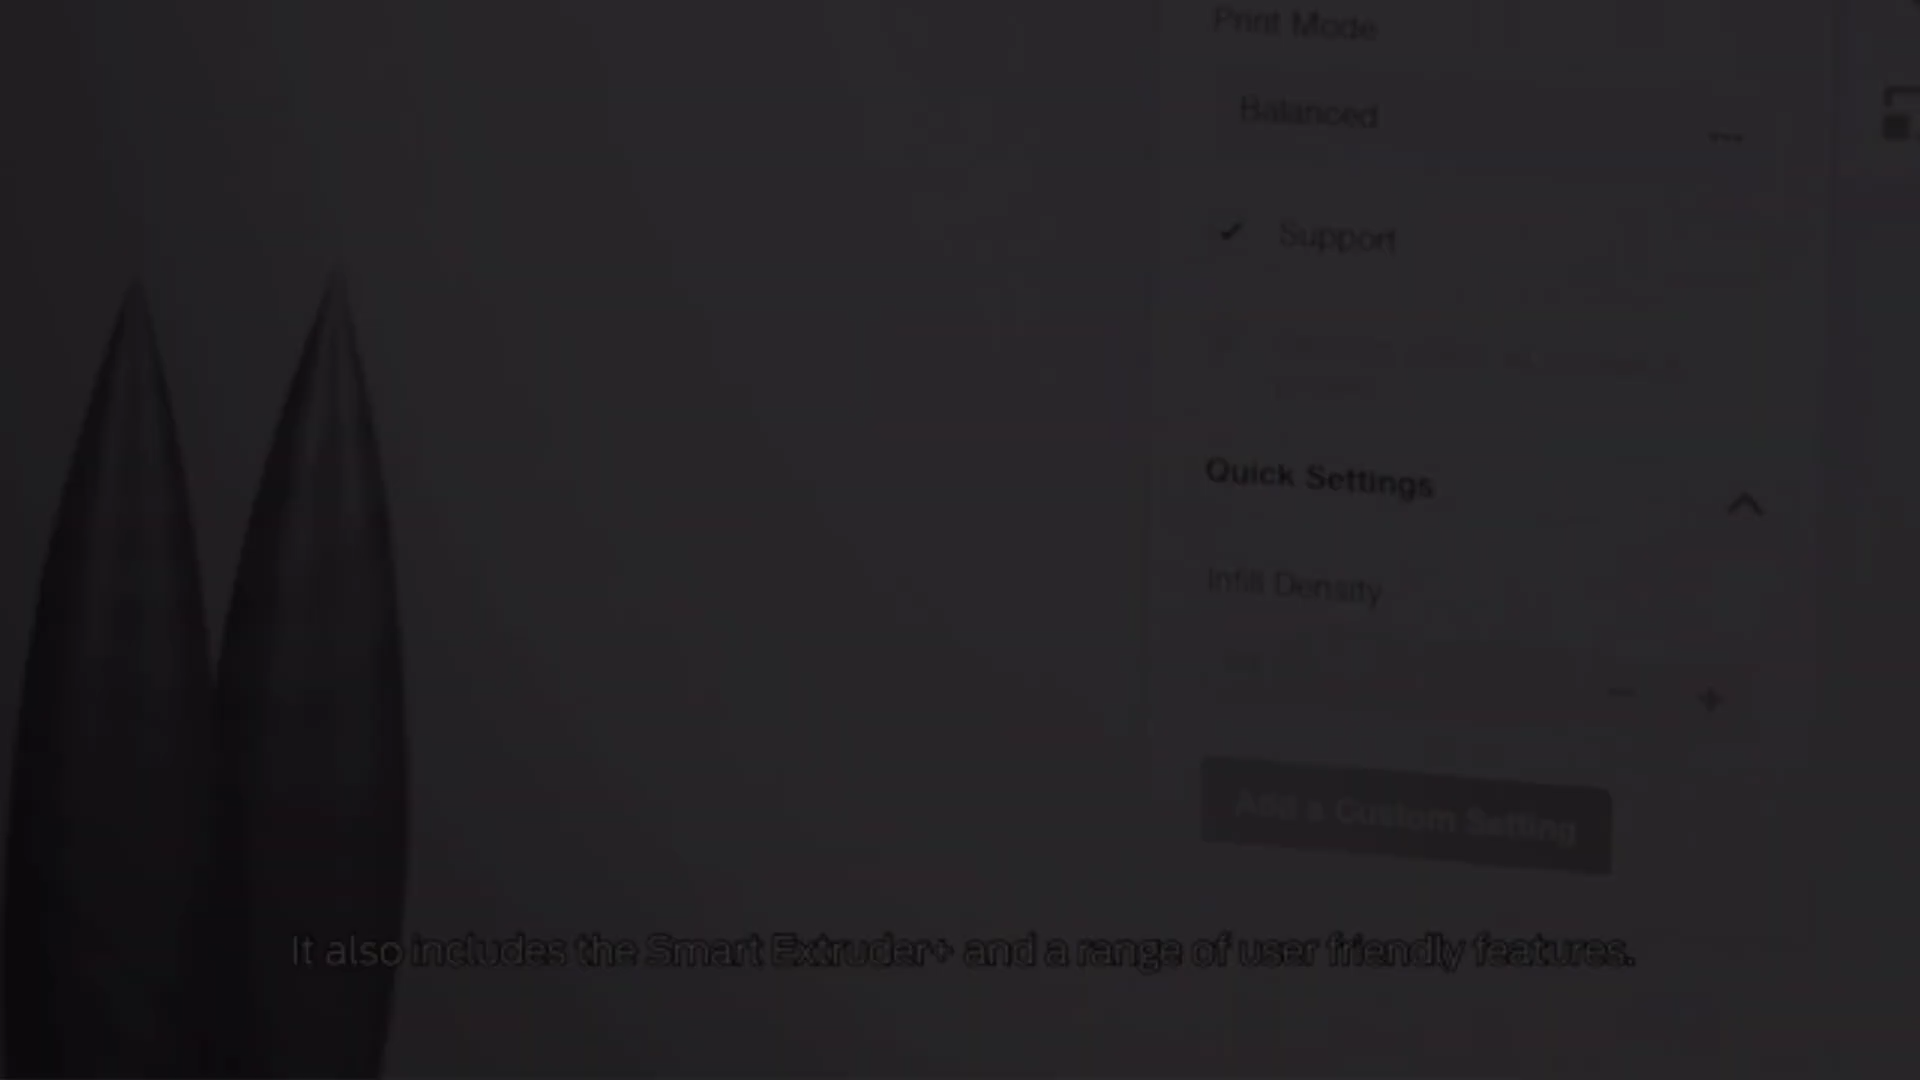 Print Mode
Balanced
Support
Quick Settings
Infill Density
Add a Custom Setting
It also includes the Smart Extruder+ and a range of user friendly features.